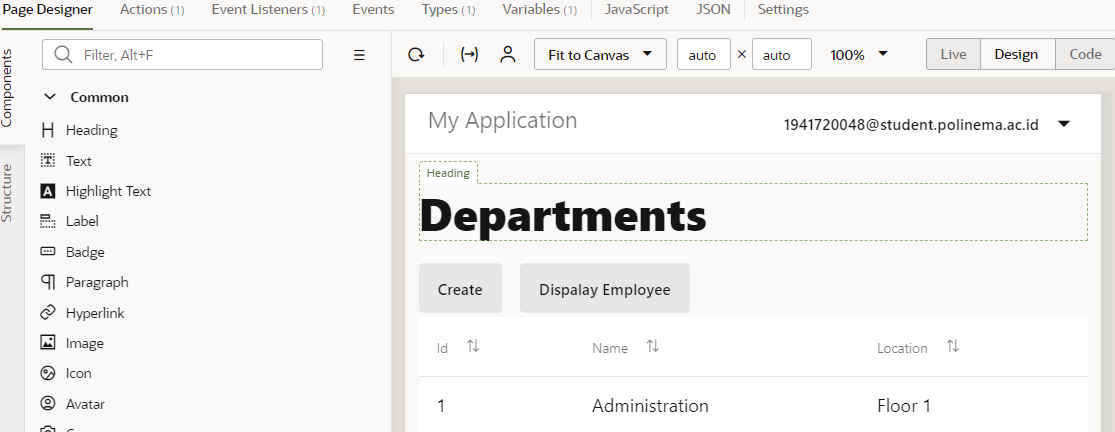 Page Designer Actions (1) Event Listeners (1) Events Types (1) Variables (1) JavaScript JSON Settings
Components
Structure
Filter, Alt+F
Common
Heading
Text
Highlight Text
Label
Badge
Paragraph
Hyperlink
Image
Icon
Avatar
Fit to Canvas auto × auto 100% Live Design Code
My Application 1941720048@student.polinema.ac.id
Heading
Departments
Create Dispalay Employee
Id Name Location
1 Administration Floor 1